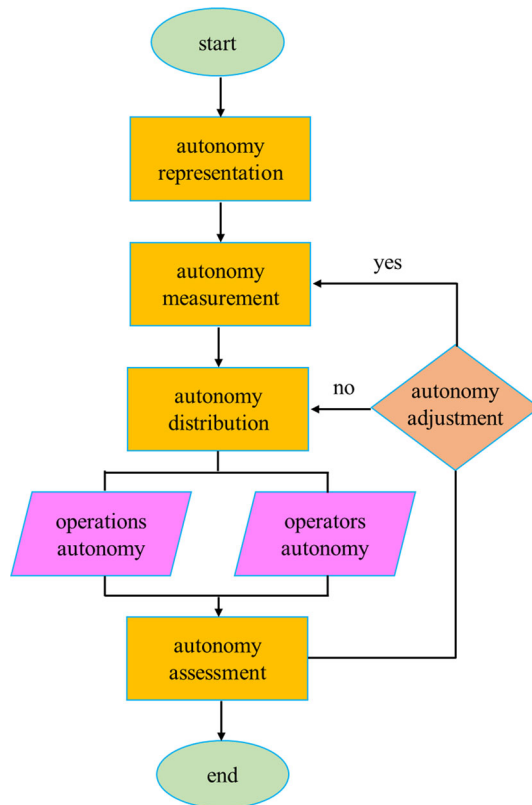 start
autonomy
representation
autonomy
measurement
yes
autonomy
distribution
no
autonomy
adjustment
operations
autonomy
operators
autonomy
autonomy
assessment
end